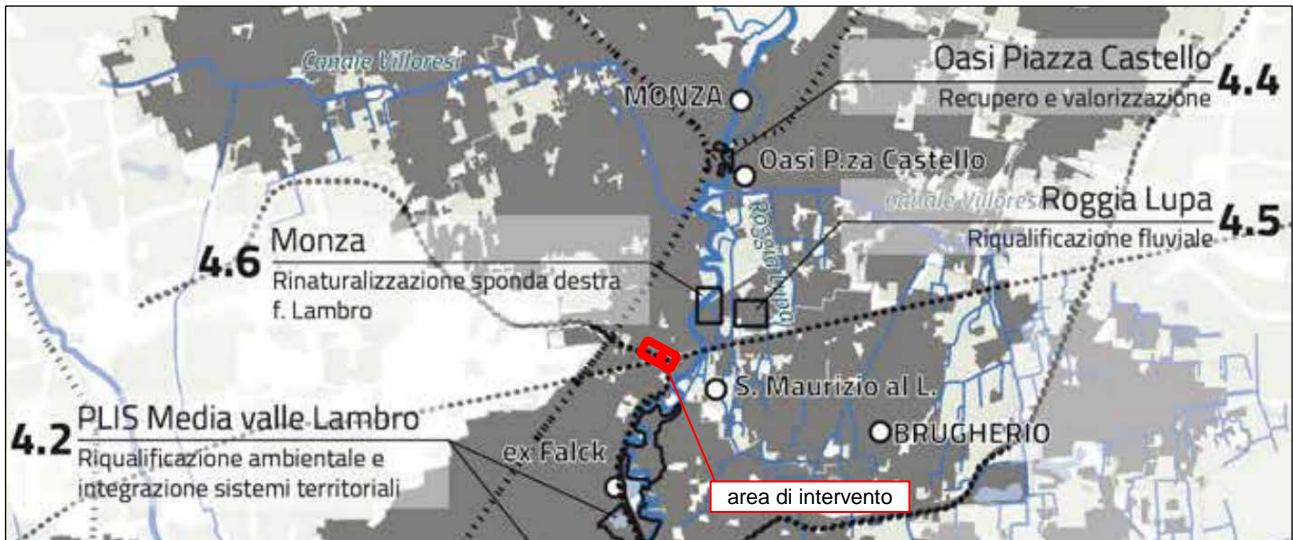 Canale Villoresi
MONZA
Oasi Piazza Castello
4.4
Recupero e valorizzazione
Oasi P.za Castello
Canale Villoresi
Roggia Lupa
4.5
Riqualificazione fluviale
Roggia Lupa
Monza
4.6
Rinaturalizzazione sponda destra
f. Lambro
S. Maurizio al L.
PLIS Media valle Lambro
4.2
Riqualificazione ambientale e
integrazione sistemi territoriali
ex Falck
BRUGHERIO
area di intervento